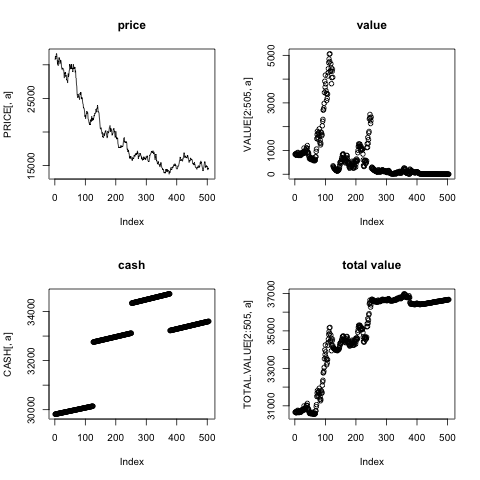 price
PRICE[, a]
15000 25000
0 100 200 300 400 500
Index
value
VALUE[2:505, a]
0 1000 3000 5000
0 100 200 300 400 500
Index
cash
CASH[, a]
30000 32000 34000
0 100 200 300 400 500
Index
total value
TOTAL.VALUE[2:505, a]
31000 33000 35000 37000
0 100 200 300 400 500
Index